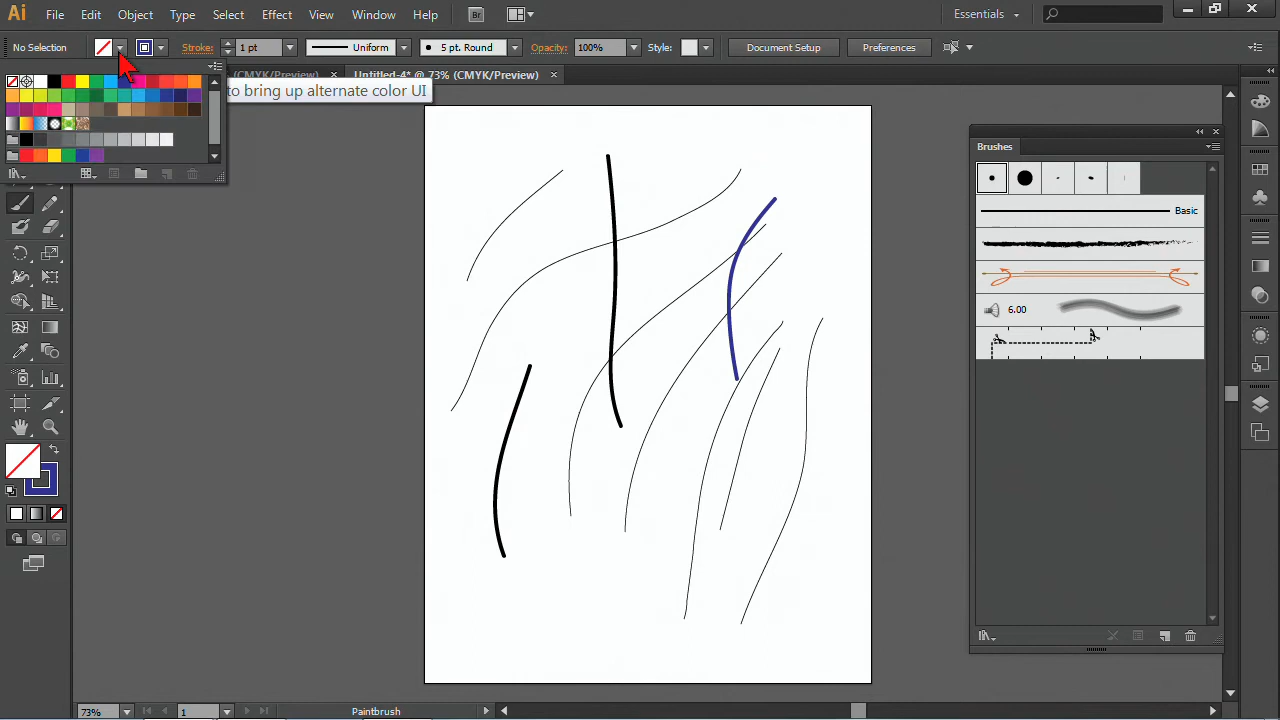 Ai File Edit Object Type Select Effect View Window Help Br Essentials
No Selection Stroke: 1 pt Uniform 5 pt. Round Opacity: 100% Style: Document Setup Preferences
(CMYK/Preview) Untitled-4* @ 73% (CMYK/Preview)
to bring up alternate color UI
Brushes
Basic
6.00
73% 1 Paintbrush